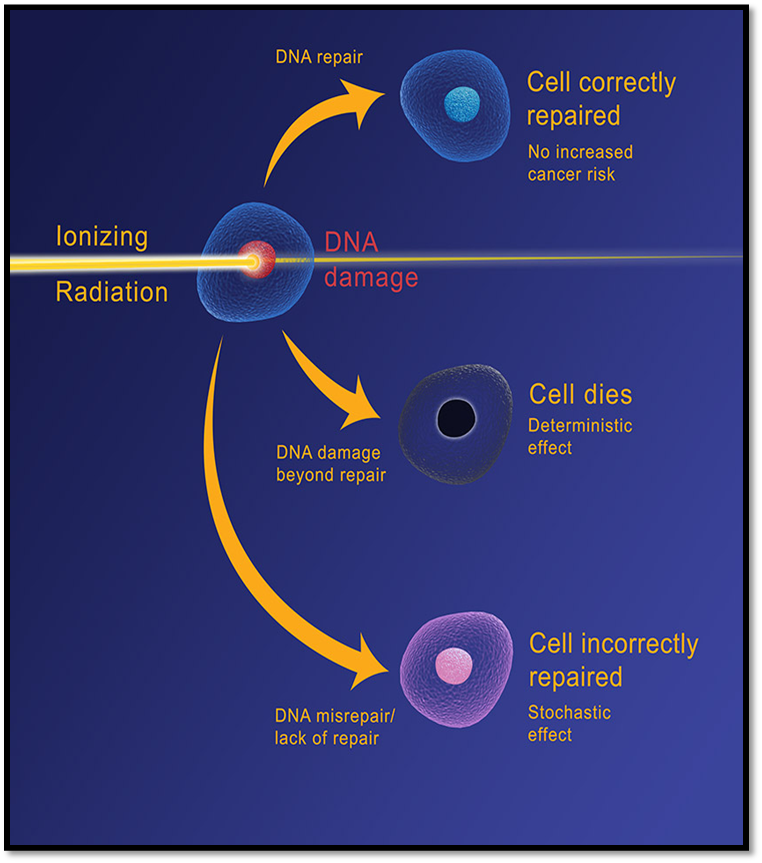 DNA repair
Cell correctly
repaired
No increased
cancer risk
Ionizing
Radiation
DNA
damage
Cell dies
Deterministic
effect
DNA damage
beyond repair
Cell incorrectly
repaired
Stochastic
effect
DNA misrepair/
lack of repair